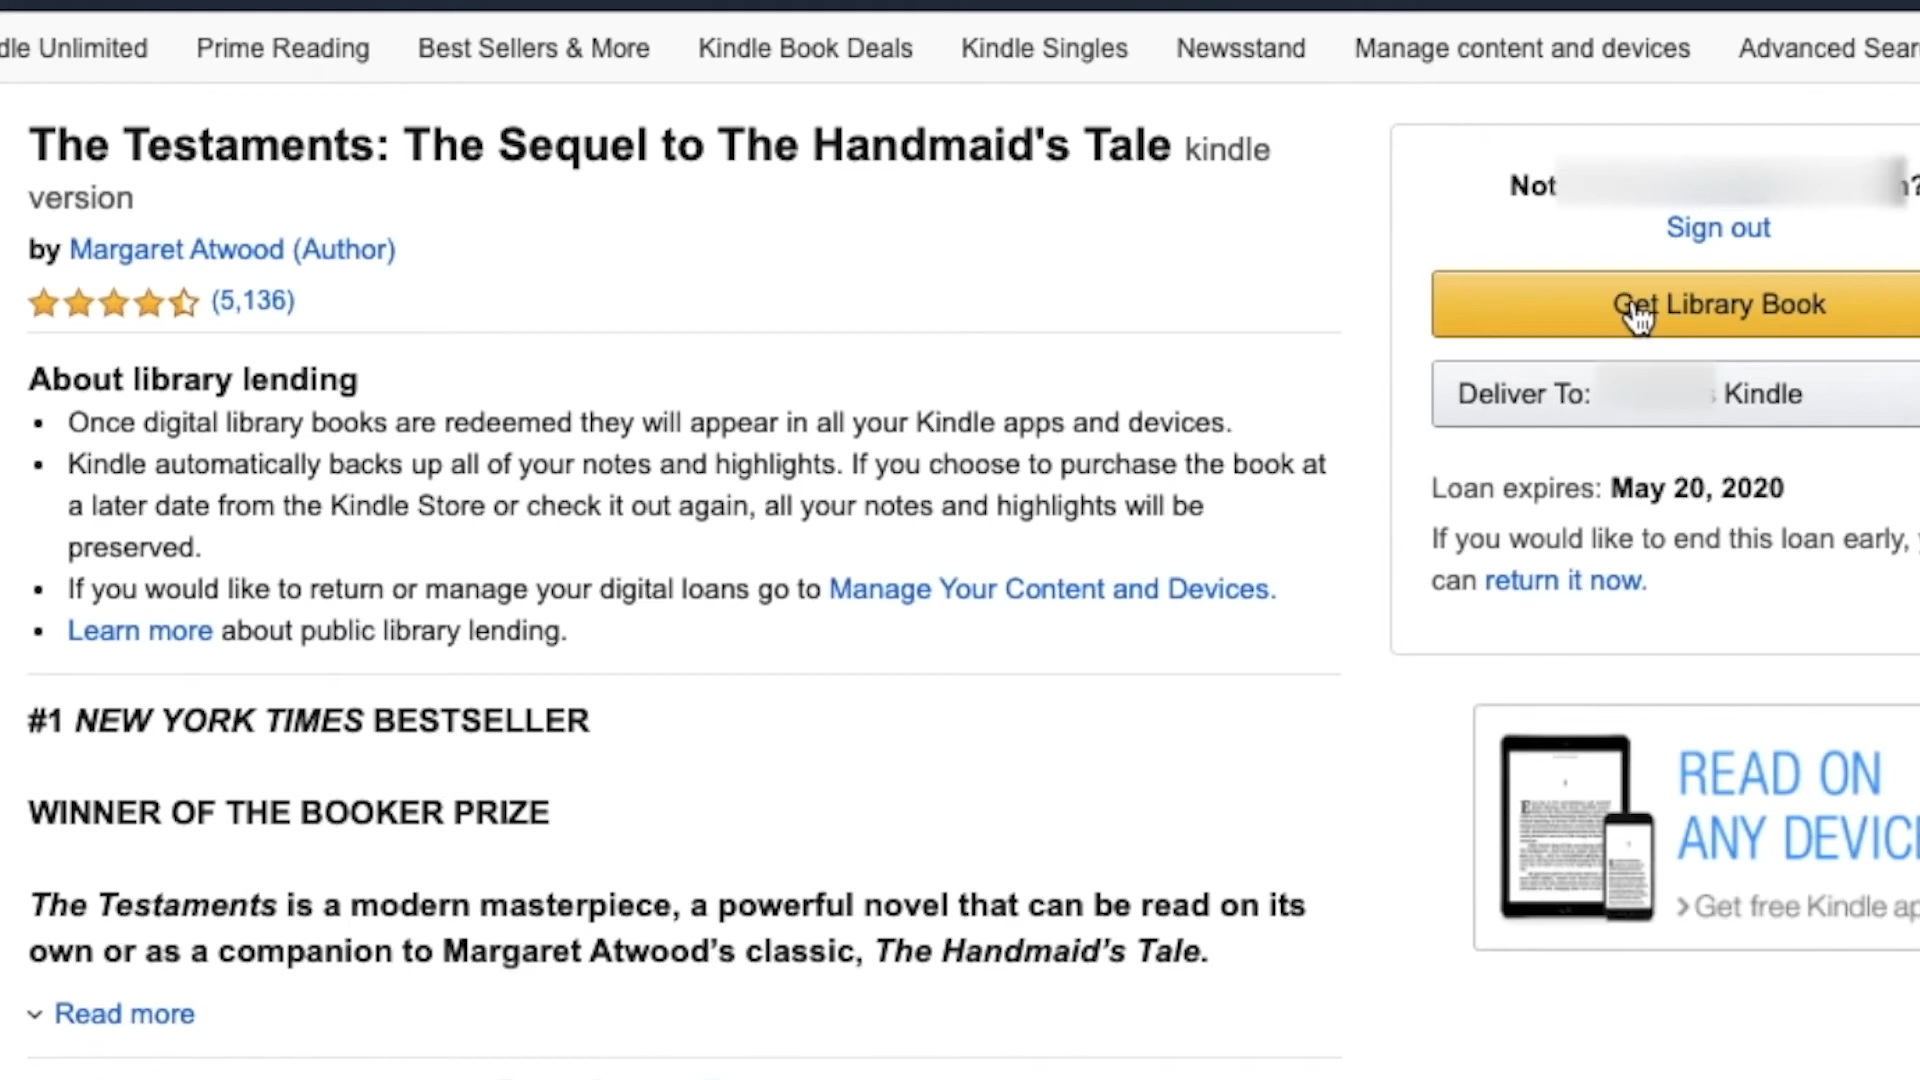 dle Unlimited Prime Reading Best Sellers & More Kindle Book Deals Kindle Singles Newsstand Manage content and devices Advanced Sear
The Testaments: The Sequel to The Handmaid's Tale kindle
version
by Margaret Atwood (Author)
(5,136)
About library lending
• Once digital library books are redeemed they will appear in all your Kindle apps and devices.
• Kindle automatically backs up all of your notes and highlights. If you choose to purchase the book at
a later date from the Kindle Store or check it out again, all your notes and highlights will be
preserved.
• If you would like to return or manage your digital loans go to Manage Your Content and Devices.
• Learn more about public library lending.
#1 NEW YORK TIMES BESTSELLER
WINNER OF THE BOOKER PRIZE
The Testaments is a modern masterpiece, a powerful novel that can be read on its
own or as a companion to Margaret Atwood’s classic, The Handmaid’s Tale.
Read more
Not ?
Sign out
Get Library Book
Deliver To: Kindle
Loan expires: May 20, 2020
If you would like to end this loan early,
can return it now.
READ ON
ANY DEVICE
> Get free Kindle ap